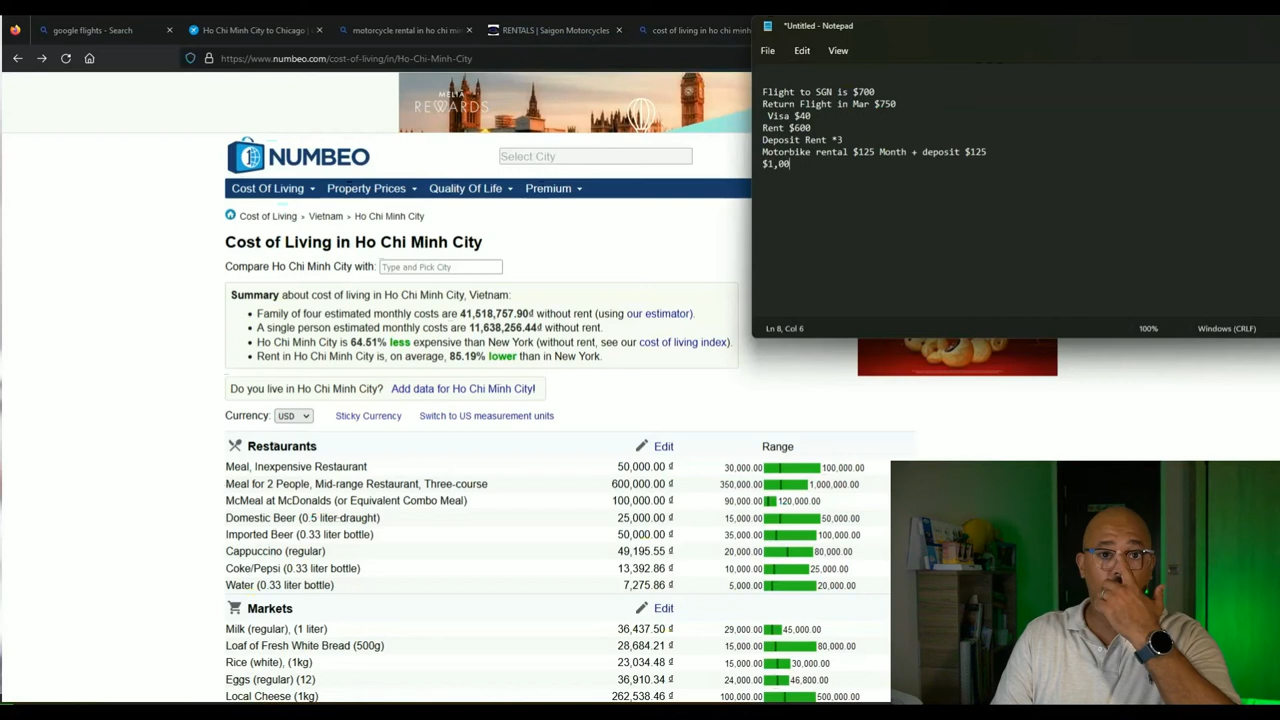 google flights - Search
Ho Chi Minh City to Chicago
motorcycle rental in ho chi min
RENTALS | Saigon Motorcycles
cost of living in ho chi minh
https://www.numbeo.com/cost-of-living/in/Ho-Chi-Minh-City
MELIA
REWARDS
NUMBEO
Select City
Cost Of Living
Property Prices
Quality Of Life
Premium
Cost of Living > Vietnam > Ho Chi Minh City
Cost of Living in Ho Chi Minh City
Compare Ho Chi Minh City with: Type and Pick City
Summary about cost of living in Ho Chi Minh City, Vietnam:
• Family of four estimated monthly costs are 41,518,757.90₫ without rent (using our estimator).
• A single person estimated monthly costs are 11,638,256.44₫ without rent.
• Ho Chi Minh City is 64.51% less expensive than New York (without rent, see our cost of living index).
• Rent in Ho Chi Minh City is, on average, 85.19% lower than in New York.
Do you live in Ho Chi Minh City? Add data for Ho Chi Minh City!
Currency: USD Sticky Currency Switch to US measurement units
Restaurants Edit Range
Meal, Inexpensive Restaurant 50,000.00 ₫ 30,000.00 100,000.00
Meal for 2 People, Mid-range Restaurant, Three-course 600,000.00 ₫ 350,000.00 1,000,000.00
McMeal at McDonalds (or Equivalent Combo Meal) 100,000.00 ₫ 90,000.00 120,000.00
Domestic Beer (0.5 liter draught) 25,000.00 ₫ 15,000.00 50,000.00
Imported Beer (0.33 liter bottle) 50,000.00 ₫ 35,000.00 100,000.00
Cappuccino (regular) 49,195.55 ₫ 20,000.00 80,000.00
Coke/Pepsi (0.33 liter bottle) 13,392.86 ₫ 10,000.00 25,000.00
Water (0.33 liter bottle) 7,275.86 ₫ 5,000.00 20,000.00
Markets Edit
Milk (regular), (1 liter) 36,437.50 ₫ 29,000.00 45,000.00
Loaf of Fresh White Bread (500g) 28,684.21 ₫ 15,000.00 80,000.00
Rice (white), (1kg) 23,034.48 ₫ 15,000.00 30,000.00
Eggs (regular) (12) 36,910.34 ₫ 24,000.00 46,800.00
Local Cheese (1kg) 262,538.46 ₫ 100,000.00 500,000.00
*Untitled - Notepad
File Edit View
Flight to SGN is $700
Return Flight in Mar $750
Visa $40
Rent $600
Deposit Rent *3
Motorbike rental $125 Month + deposit $125
$1,00
Ln 8, Col 6 100% Windows (CRLF)